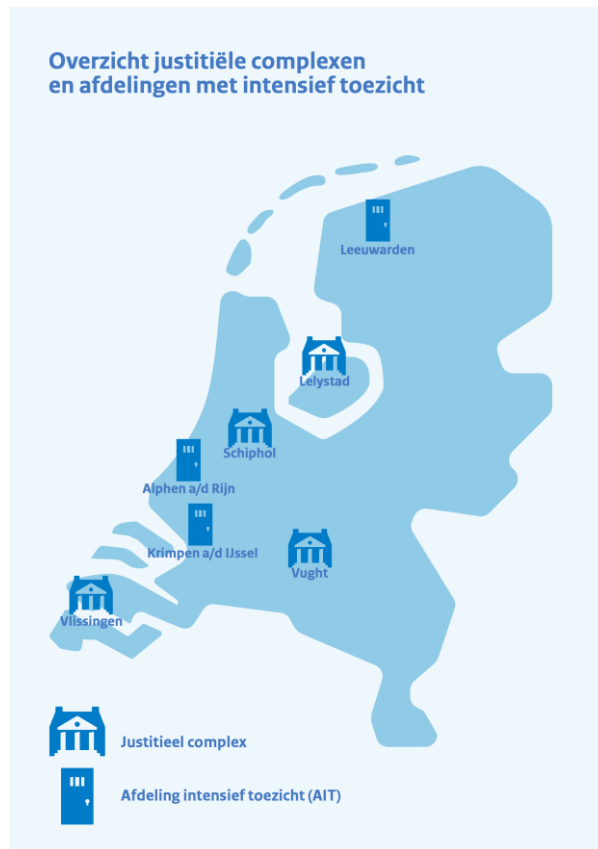 Overzicht justitiële complexen
en afdelingen met intensief toezicht
Leeuwarden
Lelystad
Schiphol
Alphen a/d Rijn
Krimpen a/d IJssel
Vught
Vlissingen
Justitieel complex
Afdeling intensief toezicht (AIT)